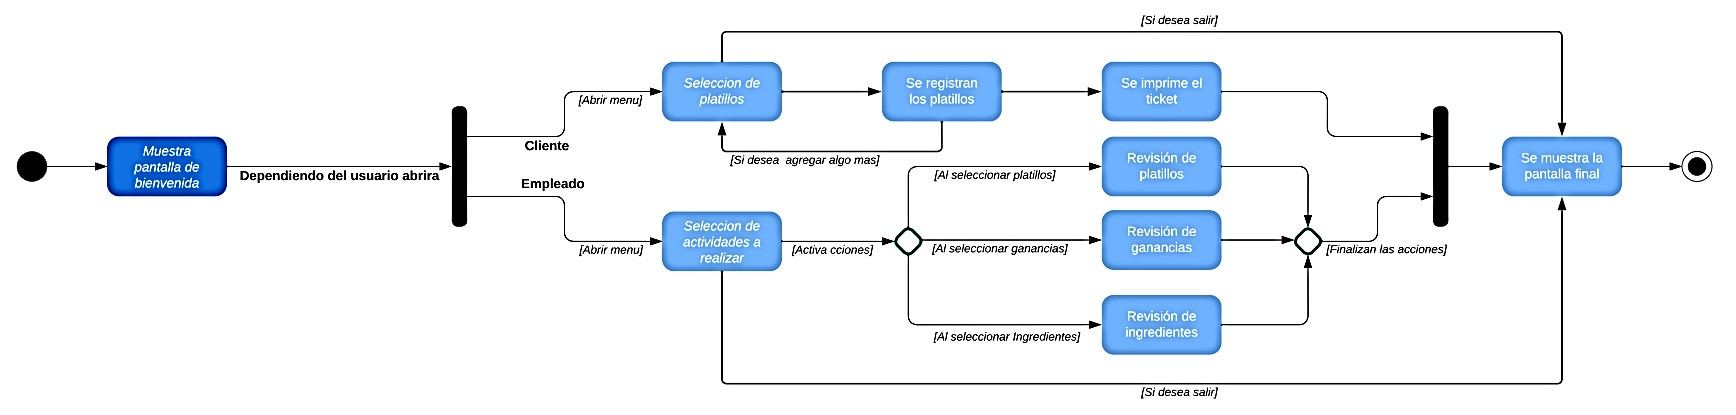 [Si desea salir]
Seleccion de
platillos
Se registran
los platillos
Se imprime el
ticket
[Abrir menu]
Cliente
[Si desea  agregar algo mas]
Muestra
pantalla de
bienvenida
Dependiendo del usuario abrira
Empleado
[Al seleccionar platillos]
Revisión de
platillos
Se muestra la
pantalla final
[Abrir menu]
Seleccion de
actividades a
realizar
[Activa cciones]
[Al seleccionar ganancias]
Revisión de
ganancias
[Finalizan las acciones]
[Al seleccionar Ingredientes]
Revisión de
ingredientes
[Si desea salir]